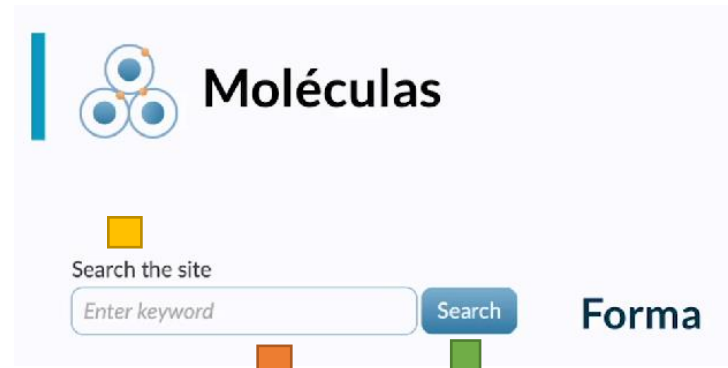 Moléculas
Search the site
Enter keyword
Search
Forma